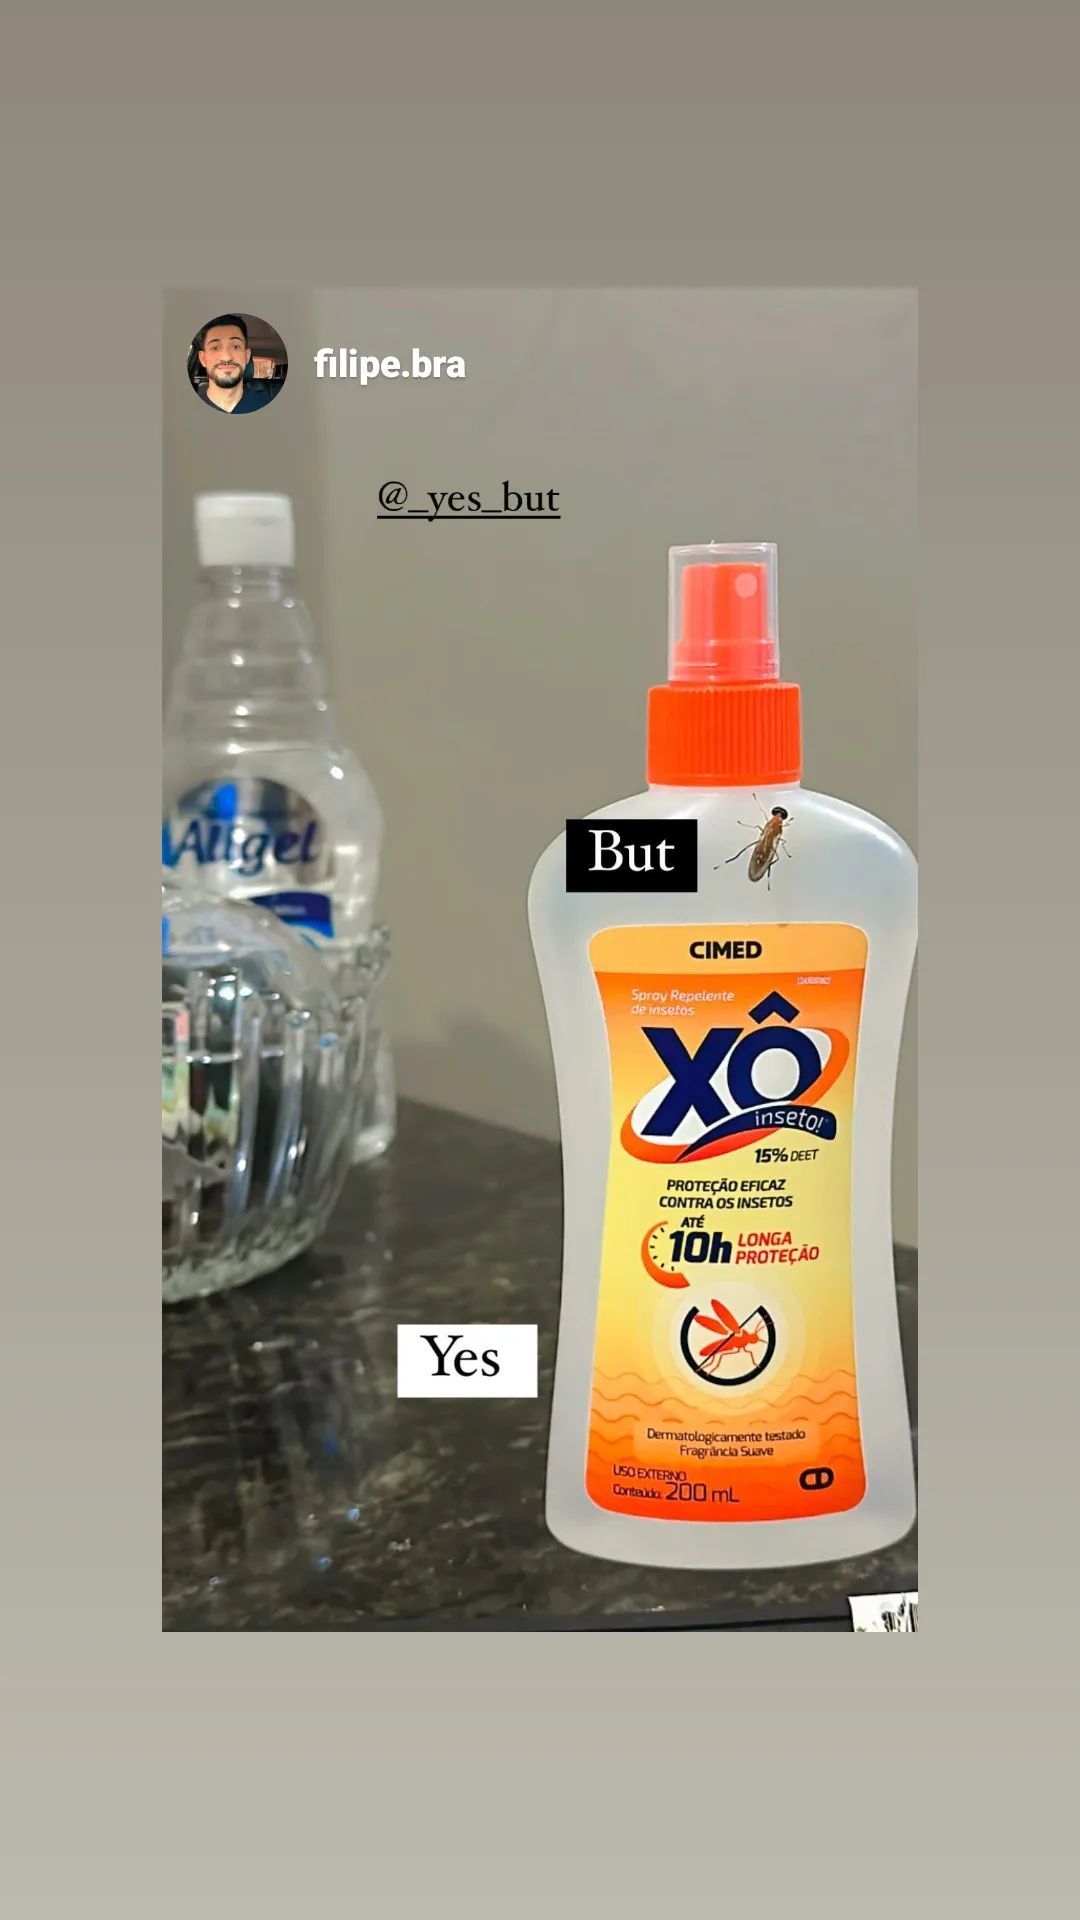 filipe.bra
@_yes_but
Aligel
But
CIMED
Spray Repelente
de insetos
XÔ
inseto!
15% DEET
PROTEÇÃO EFICAZ
CONTRA OS INSETOS
ATÉ
10h LONGA
PROTEÇÃO
Yes
Dermatologicamente testado
Fragrância Suave
USO EXTERNO
Conteúdo: 200 mL